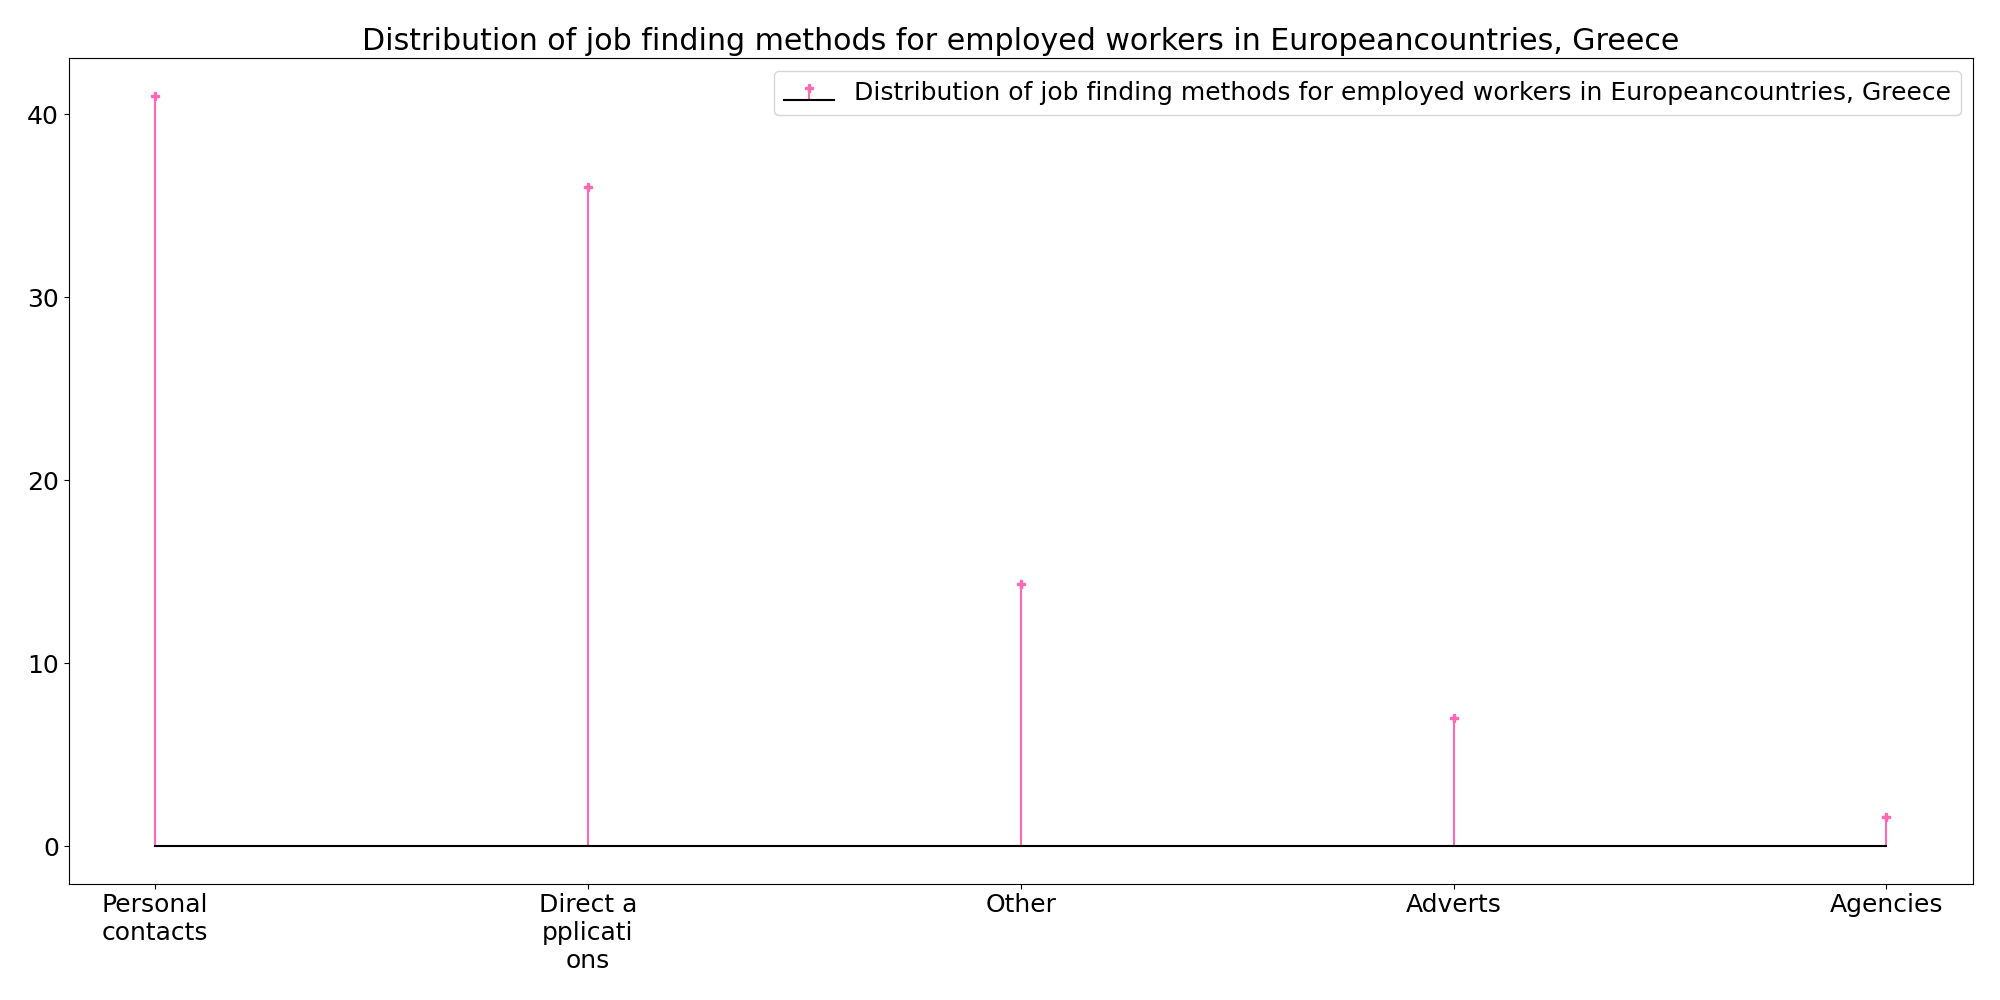 Distribution of job finding methods for employed workers in Europeancountries, Greece
Distribution of job finding methods for employed workers in Europeancountries, Greece
40
30
20
10
0
Personal
contacts
Direct a
pplicati
ons
Other
Adverts
Agencies